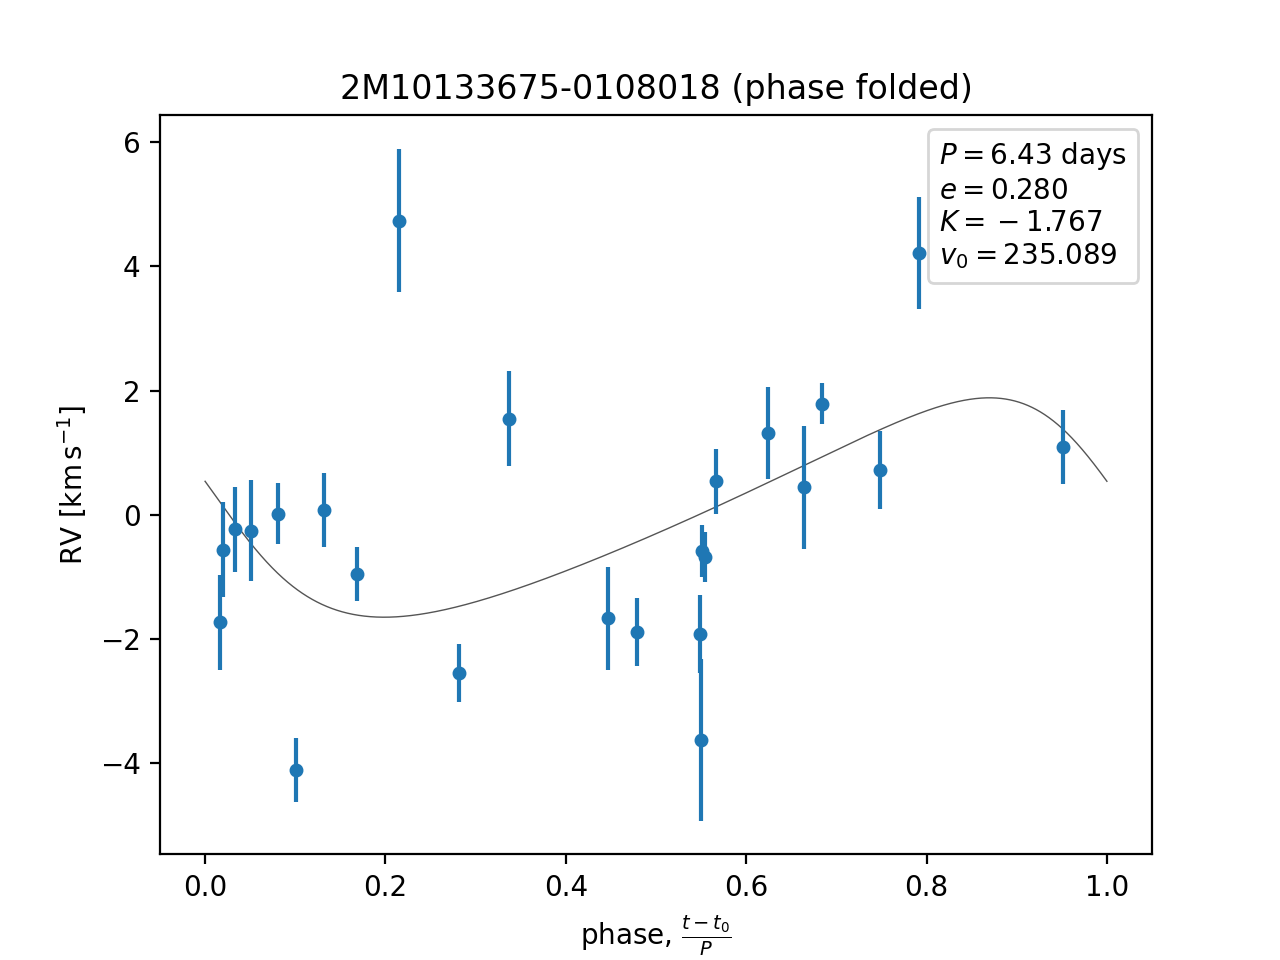 2M10133675-0108018 (phase folded)
P = 6.43 days
e = 0.280
K = −1.767
v₀ = 235.089
6
4
2
0
−2
−4
RV [km s⁻¹]
0.0 0.2 0.4 0.6 0.8 1.0
phase, (t − t₀)/P